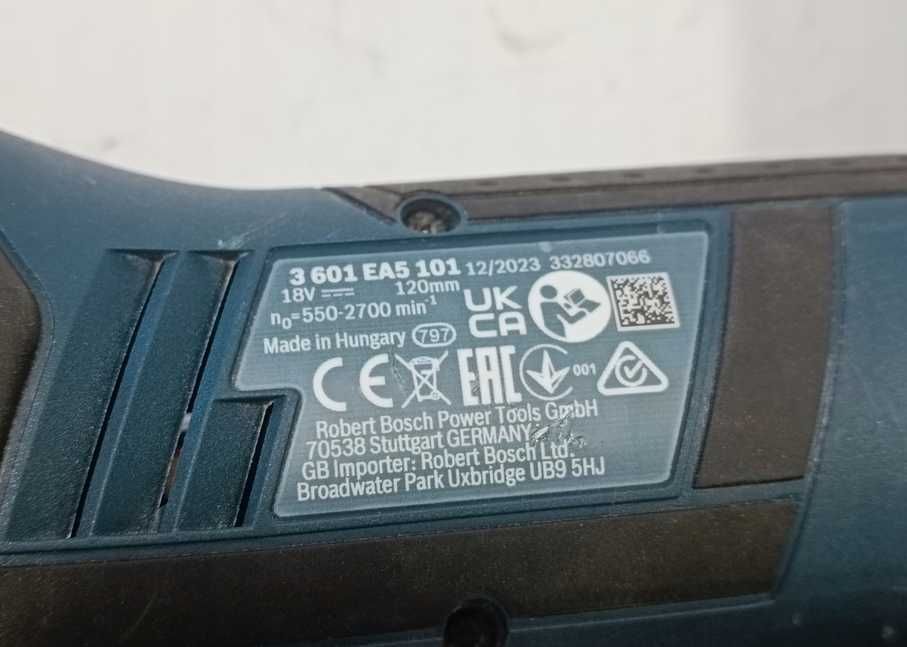 3 601 EA5 101 12/2023 332807066
18V 120mm
n₀=550-2700 min⁻¹
Made in Hungary 797
UK CA
CE EAC 001
Robert Bosch Power Tools GmbH
70538 Stuttgart GERMANY
GB Importer: Robert Bosch Ltd.
Broadwater Park Uxbridge UB9 5HJ